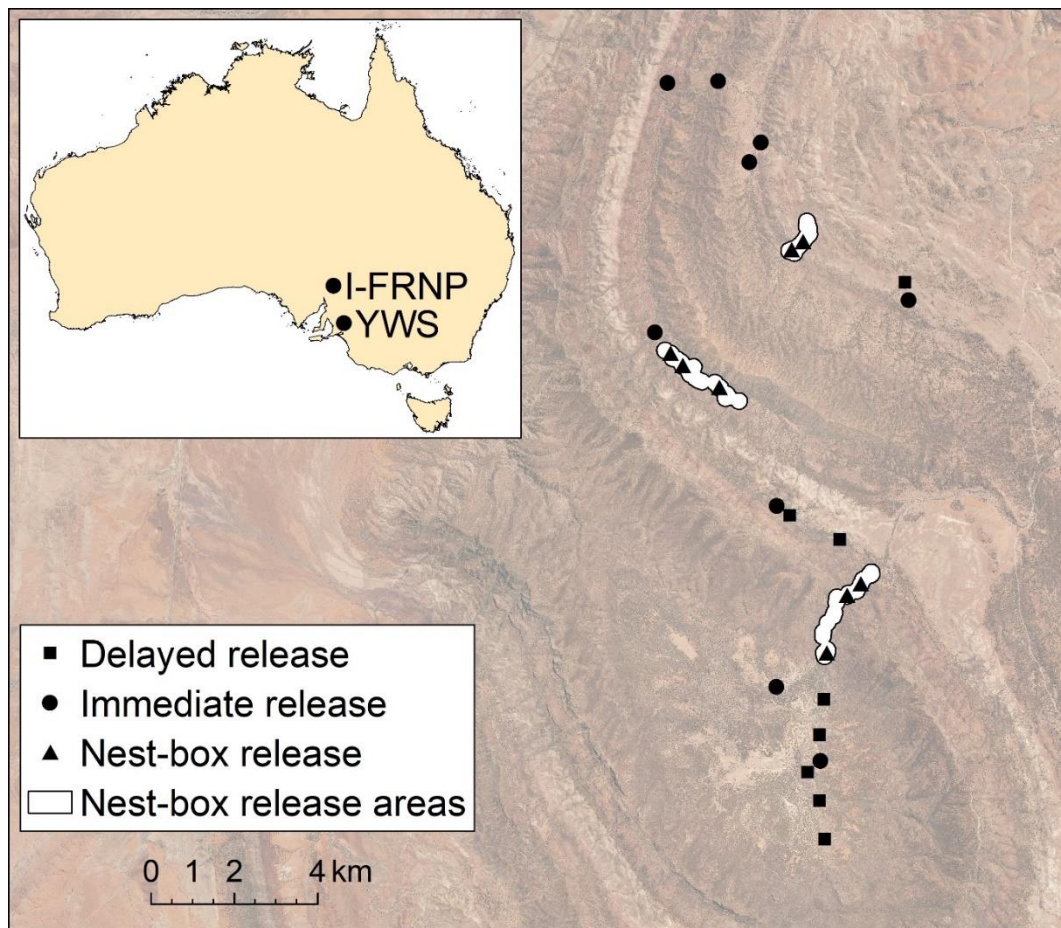 I-FRNP
YWS
Delayed release
Immediate release
Nest-box release
Nest-box release areas
0 1 2 4 km